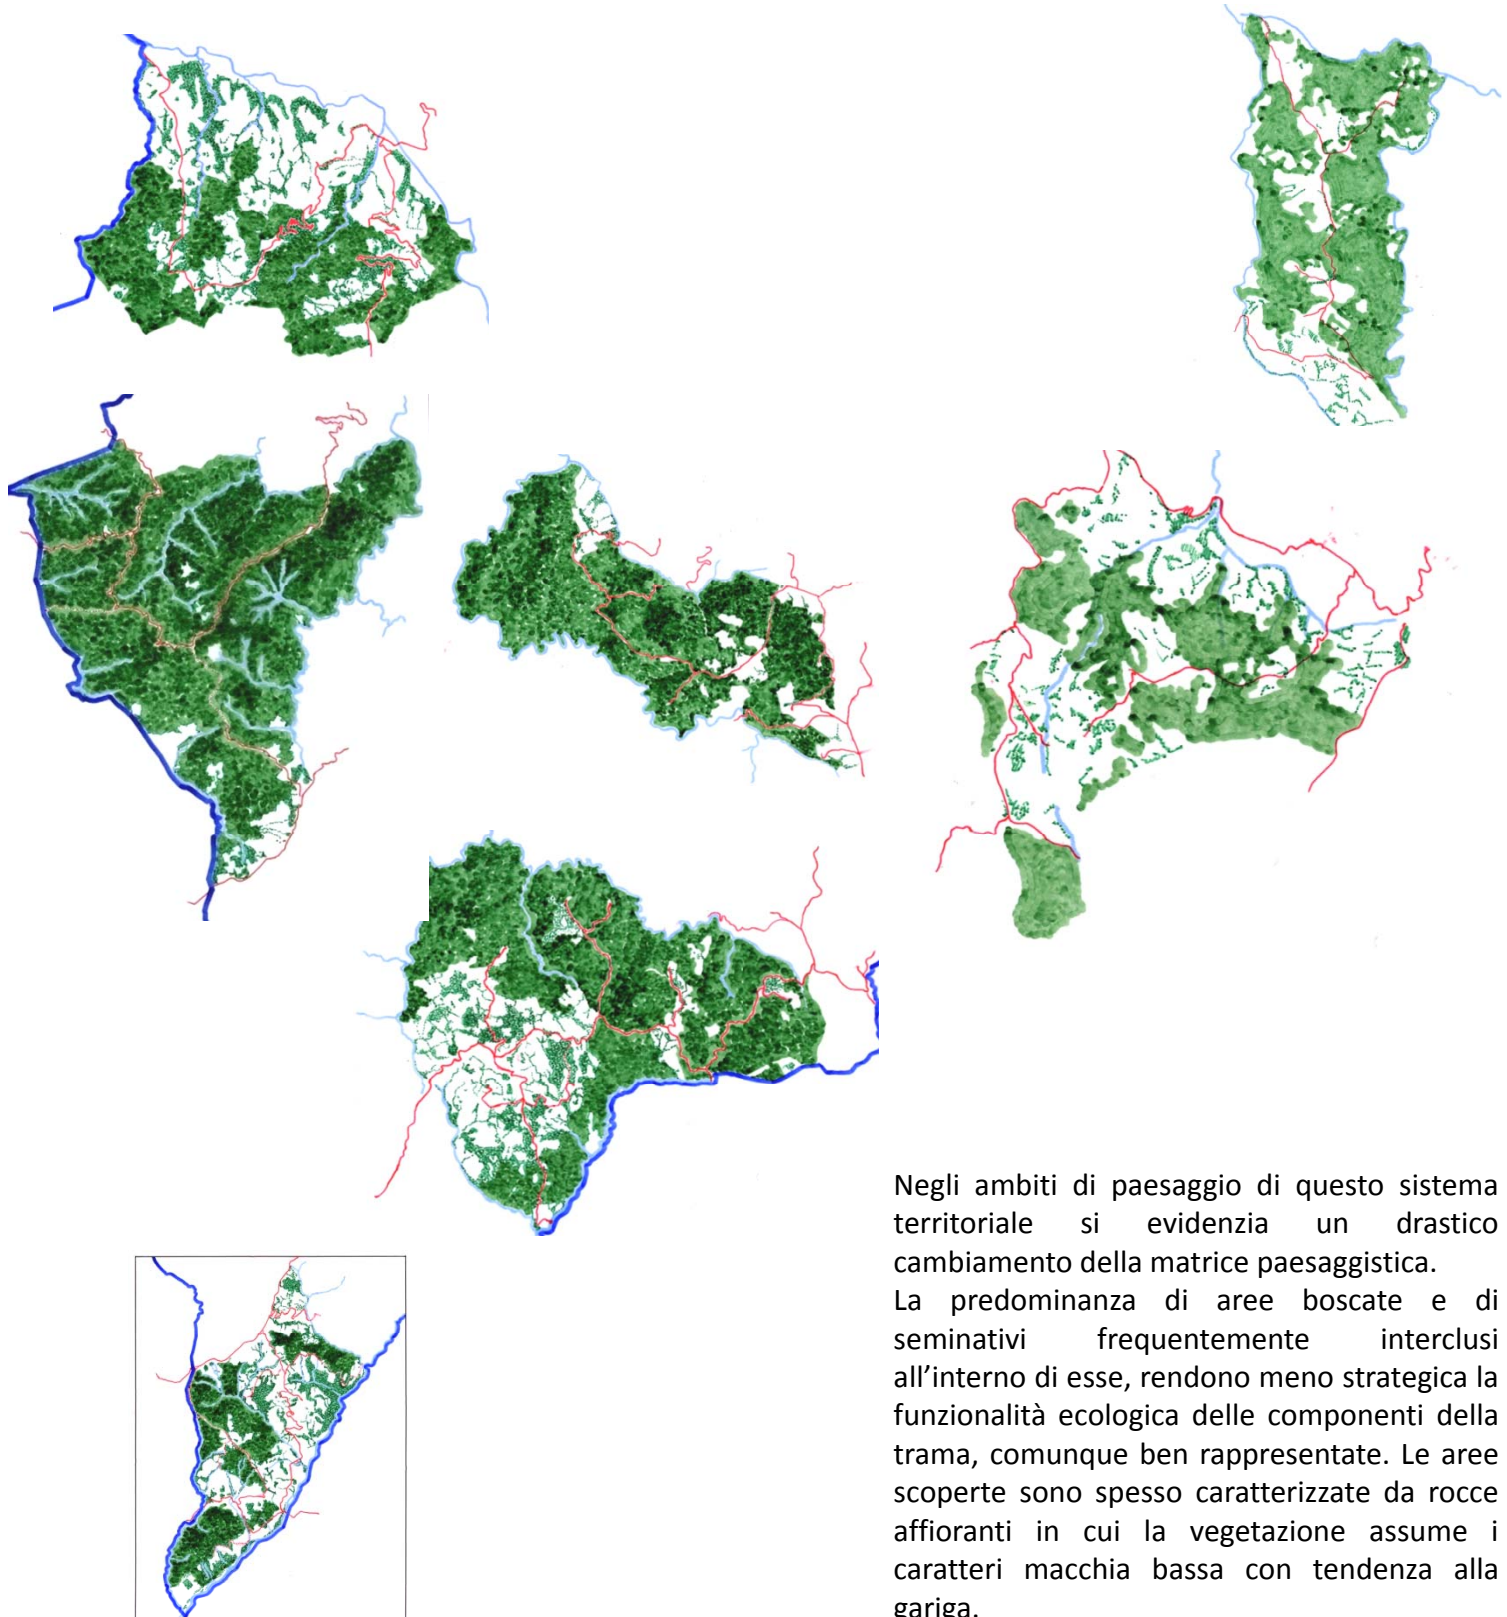 Negli ambiti di paesaggio di questo sistema
territoriale si evidenzia un drastico
cambiamento della matrice paesaggistica.
La predominanza di aree boscate e di
seminativi frequentemente interclusi
all’interno di esse, rendono meno strategica la
funzionalità ecologica delle componenti della
trama, comunque ben rappresentate. Le aree
scoperte sono spesso caratterizzate da rocce
affioranti in cui la vegetazione assume i
caratteri macchia bassa con tendenza alla
gariga.